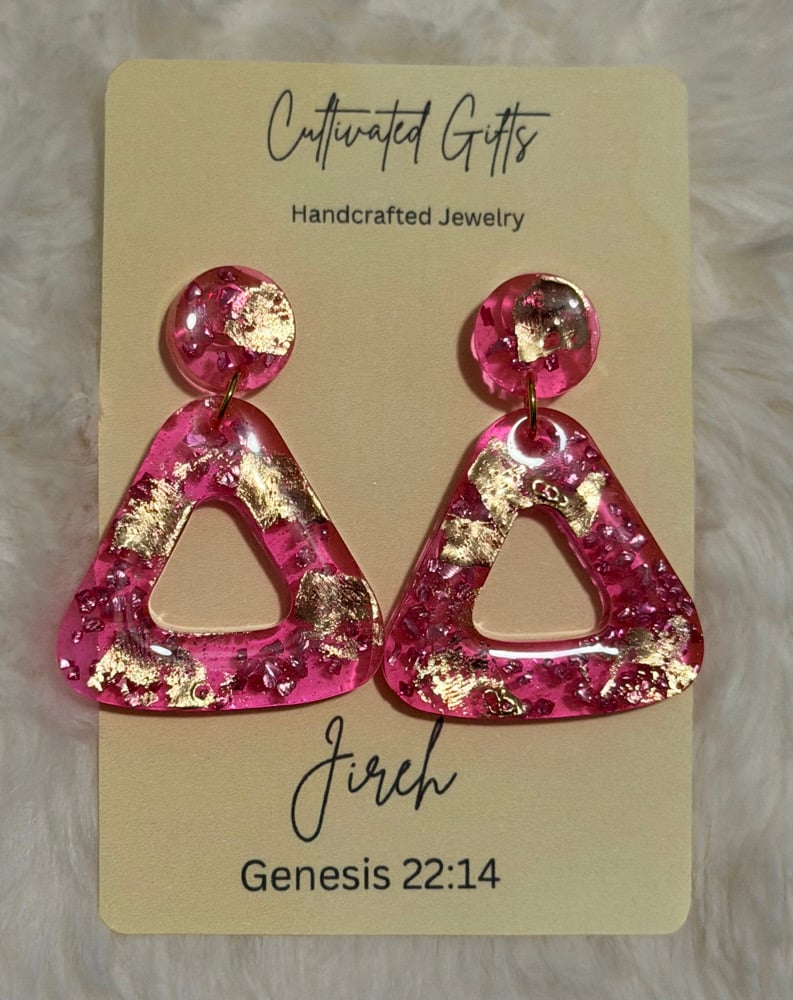 Cultivated Gifts
Handcrafted Jewelry
Jireh
Genesis 22:14